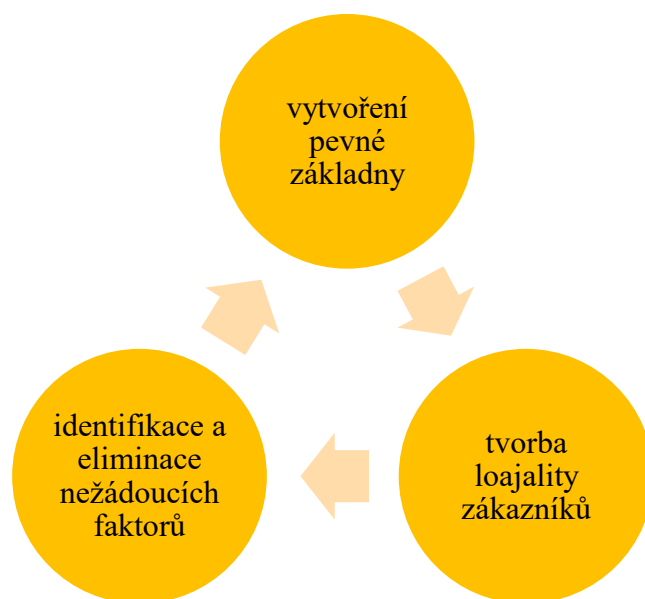 vytvoření
pevné
základny
identifikace a
eliminace
nežádoucích
faktorů
tvorba
loajality
zákazníků